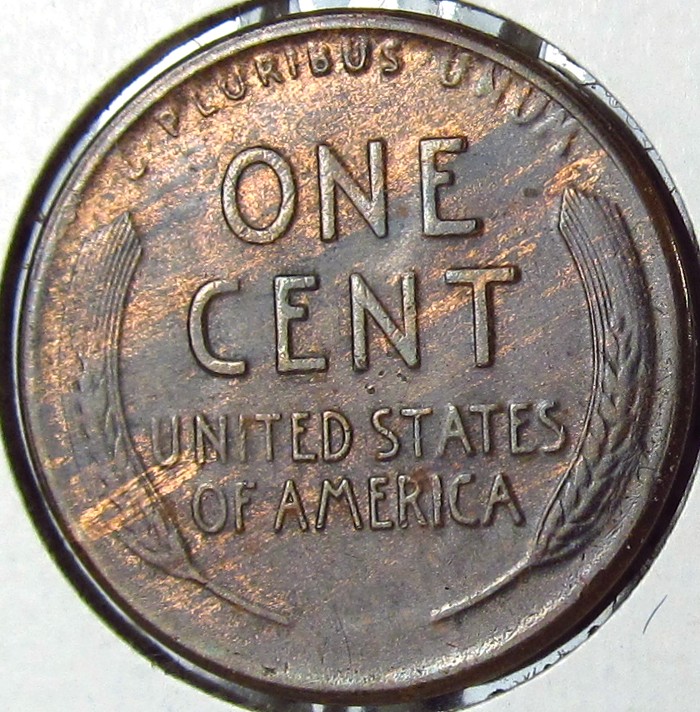 E PLURIBUS UNUM
ONE
CENT
UNITED STATES
OF AMERICA